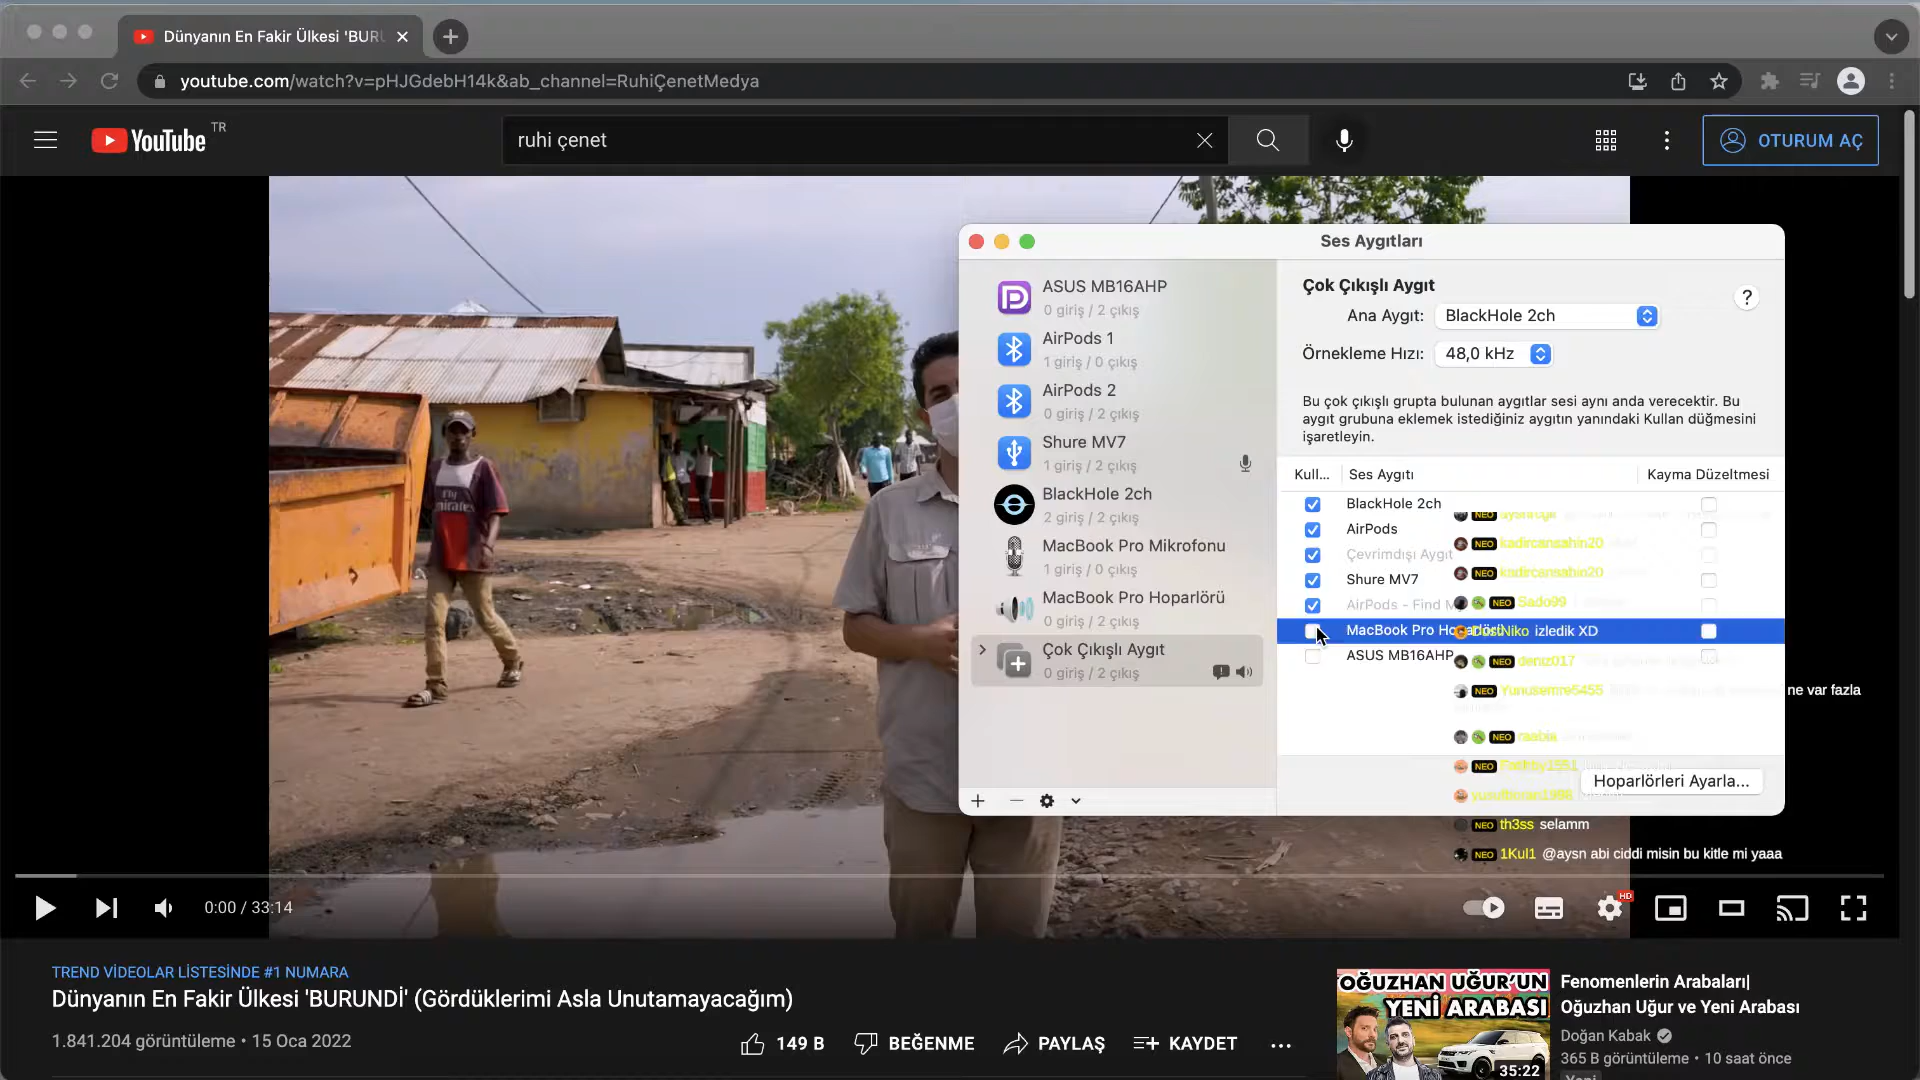 Dünyanın En Fakir Ülkesi 'BUR
youtube.com/watch?v=pHJGdebH14k&ab_channel=RuhiÇenetMedya
YouTube TR
ruhi çenet
OTURUM AÇ
Ses Aygıtları
ASUS MB16AHP
0 giriş / 2 çıkış
AirPods 1
1 giriş / 0 çıkış
AirPods 2
0 giriş / 2 çıkış
Shure MV7
1 giriş / 2 çıkış
BlackHole 2ch
2 giriş / 2 çıkış
MacBook Pro Mikrofonu
1 giriş / 0 çıkış
MacBook Pro Hoparlörü
0 giriş / 2 çıkış
Çok Çıkışlı Aygıt
0 giriş / 2 çıkış
Çok Çıkışlı Aygıt
?
Ana Aygıt: BlackHole 2ch
Örnekleme Hızı: 48,0 kHz
Bu çok çıkışlı grupta bulunan aygıtlar sesi aynı anda verecektir. Bu
aygıt grubuna eklemek istediğiniz aygıtın yanındaki Kullan düğmesini
işaretleyin.
Kull... Ses Aygıtı Kayma Düzeltmesi
BlackHole 2ch
NEO
AirPods
NEO kadircansahin20
Çevrimdışı Aygıt
NEO kadircansahin20
Shure MV7
AirPods - Find M
NEO Sado99
MacBook Pro
izledik XD
ASUS MB16AHP
NEO deniz017
NEO Yunusemre5455
ne var fazla
NEO raabia
NEO
Hoparlörleri Ayarla...
NEO th3ss selamm
NEO 1Kul1 @aysn abi ciddi misin bu kitle mi yaaa
Fly
Emirates
0:00 / 33:14
HD
TREND VİDEOLAR LİSTESİNDE #1 NUMARA
Dünyanın En Fakir Ülkesi 'BURUNDİ' (Gördüklerimi Asla Unutamayacağım)
1.841.204 görüntüleme • 15 Oca 2022
149 B
BEĞENME
PAYLAŞ
KAYDET
OĞUZHAN UĞUR'UN
YENİ ARABASI
35:22
Fenomenlerin Arabaları|
Oğuzhan Uğur ve Yeni Arabası
Doğan Kabak
365 B görüntüleme • 10 saat önce
Yeni